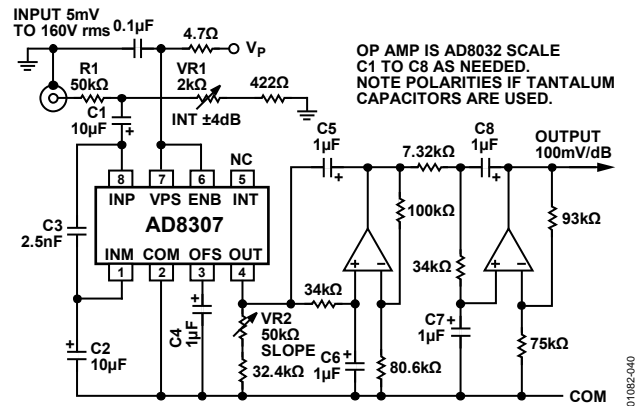 INPUT 5mV
TO 160V rms
0.1µF
4.7Ω
VP
R1
50kΩ
VR1
2kΩ
422Ω
INT ±4dB
C1
10µF
OP AMP IS AD8032 SCALE
C1 TO C8 AS NEEDED.
NOTE POLARITIES IF TANTALUM
CAPACITORS ARE USED.
NC
8
7
6
5
INP
VPS
ENB
INT
AD8307
INM
COM
OFS
OUT
1
2
3
4
C3
2.5nF
C2
10µF
C4
1µF
VR2
50kΩ
SLOPE
32.4kΩ
C5
1µF
34kΩ
C6
1µF
100kΩ
80.6kΩ
7.32kΩ
34kΩ
C7
1µF
C8
1µF
93kΩ
75kΩ
OUTPUT
100mV/dB
COM
01082-040